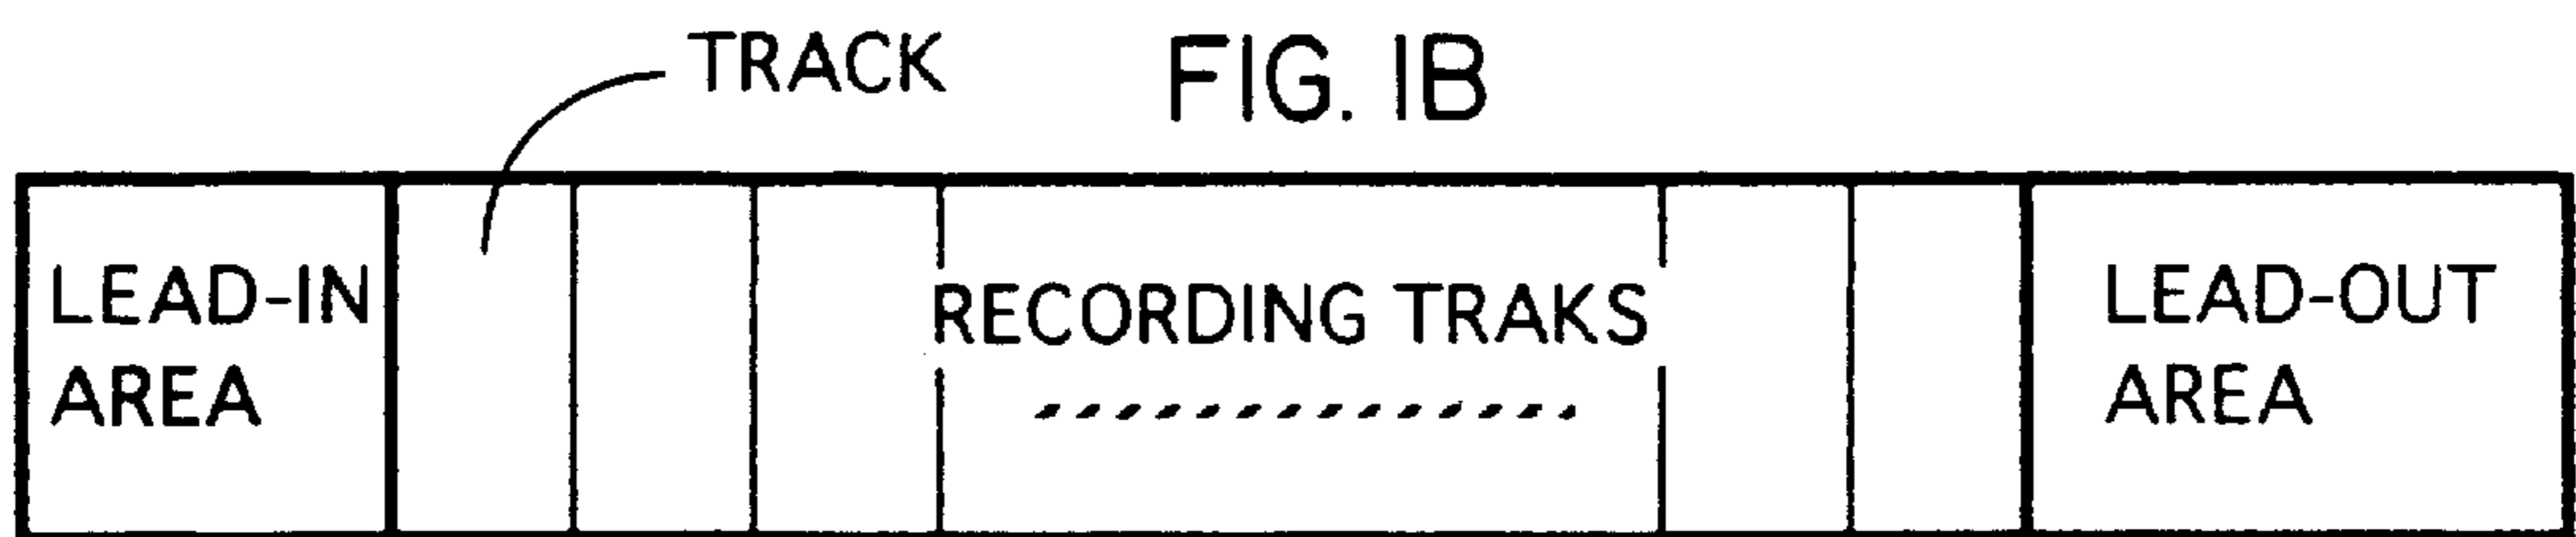 TRACK
FIG. 1B
LEAD-IN
AREA
RECORDING TRAKS
LEAD-OUT
AREA